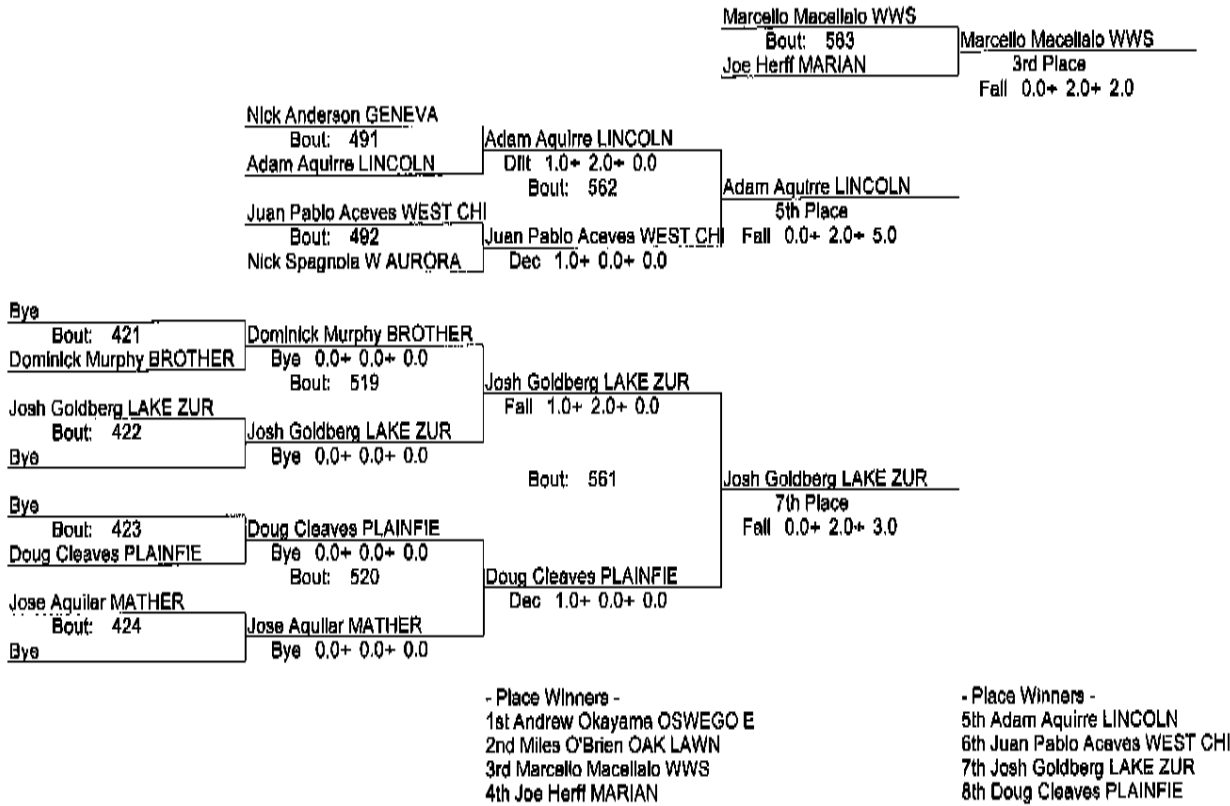 Marcello Macellalo WWS
Bout: 563
Joe Herff MARIAN
Marcello Macellalo WWS
3rd Place
Fall 0.0+ 2.0+ 2.0
Nick Anderson GENEVA
Bout: 491
Adam Aquirre LINCOLN
Adam Aquirre LINCOLN
Dflt 1.0+ 2.0+ 0.0
Bout: 562
Juan Pablo Aceves WEST CHI
Bout: 492
Nick Spagnola W AURORA
Juan Pablo Aceves WEST CHI
Dec 1.0+ 0.0+ 0.0
Adam Aquirre LINCOLN
5th Place
Fall 0.0+ 2.0+ 5.0
Bye
Bout: 421
Dominick Murphy BROTHER
Dominick Murphy BROTHER
Bye 0.0+ 0.0+ 0.0
Bout: 519
Josh Goldberg LAKE ZUR
Bout: 422
Bye
Josh Goldberg LAKE ZUR
Bye 0.0+ 0.0+ 0.0
Josh Goldberg LAKE ZUR
Fall 1.0+ 2.0+ 0.0
Bout: 561
Bye
Bout: 423
Doug Cleaves PLAINFIE
Doug Cleaves PLAINFIE
Bye 0.0+ 0.0+ 0.0
Bout: 520
Jose Aquilar MATHER
Bout: 424
Bye
Jose Aquilar MATHER
Bye 0.0+ 0.0+ 0.0
Doug Cleaves PLAINFIE
Dec 1.0+ 0.0+ 0.0
Josh Goldberg LAKE ZUR
7th Place
Fall 0.0+ 2.0+ 3.0
- Place Winners -
1st Andrew Okayama OSWEGO E
2nd Miles O'Brien OAK LAWN
3rd Marcello Macellalo WWS
4th Joe Herff MARIAN
- Place Winners -
5th Adam Aquirre LINCOLN
6th Juan Pablo Aceves WEST CHI
7th Josh Goldberg LAKE ZUR
8th Doug Cleaves PLAINFIE